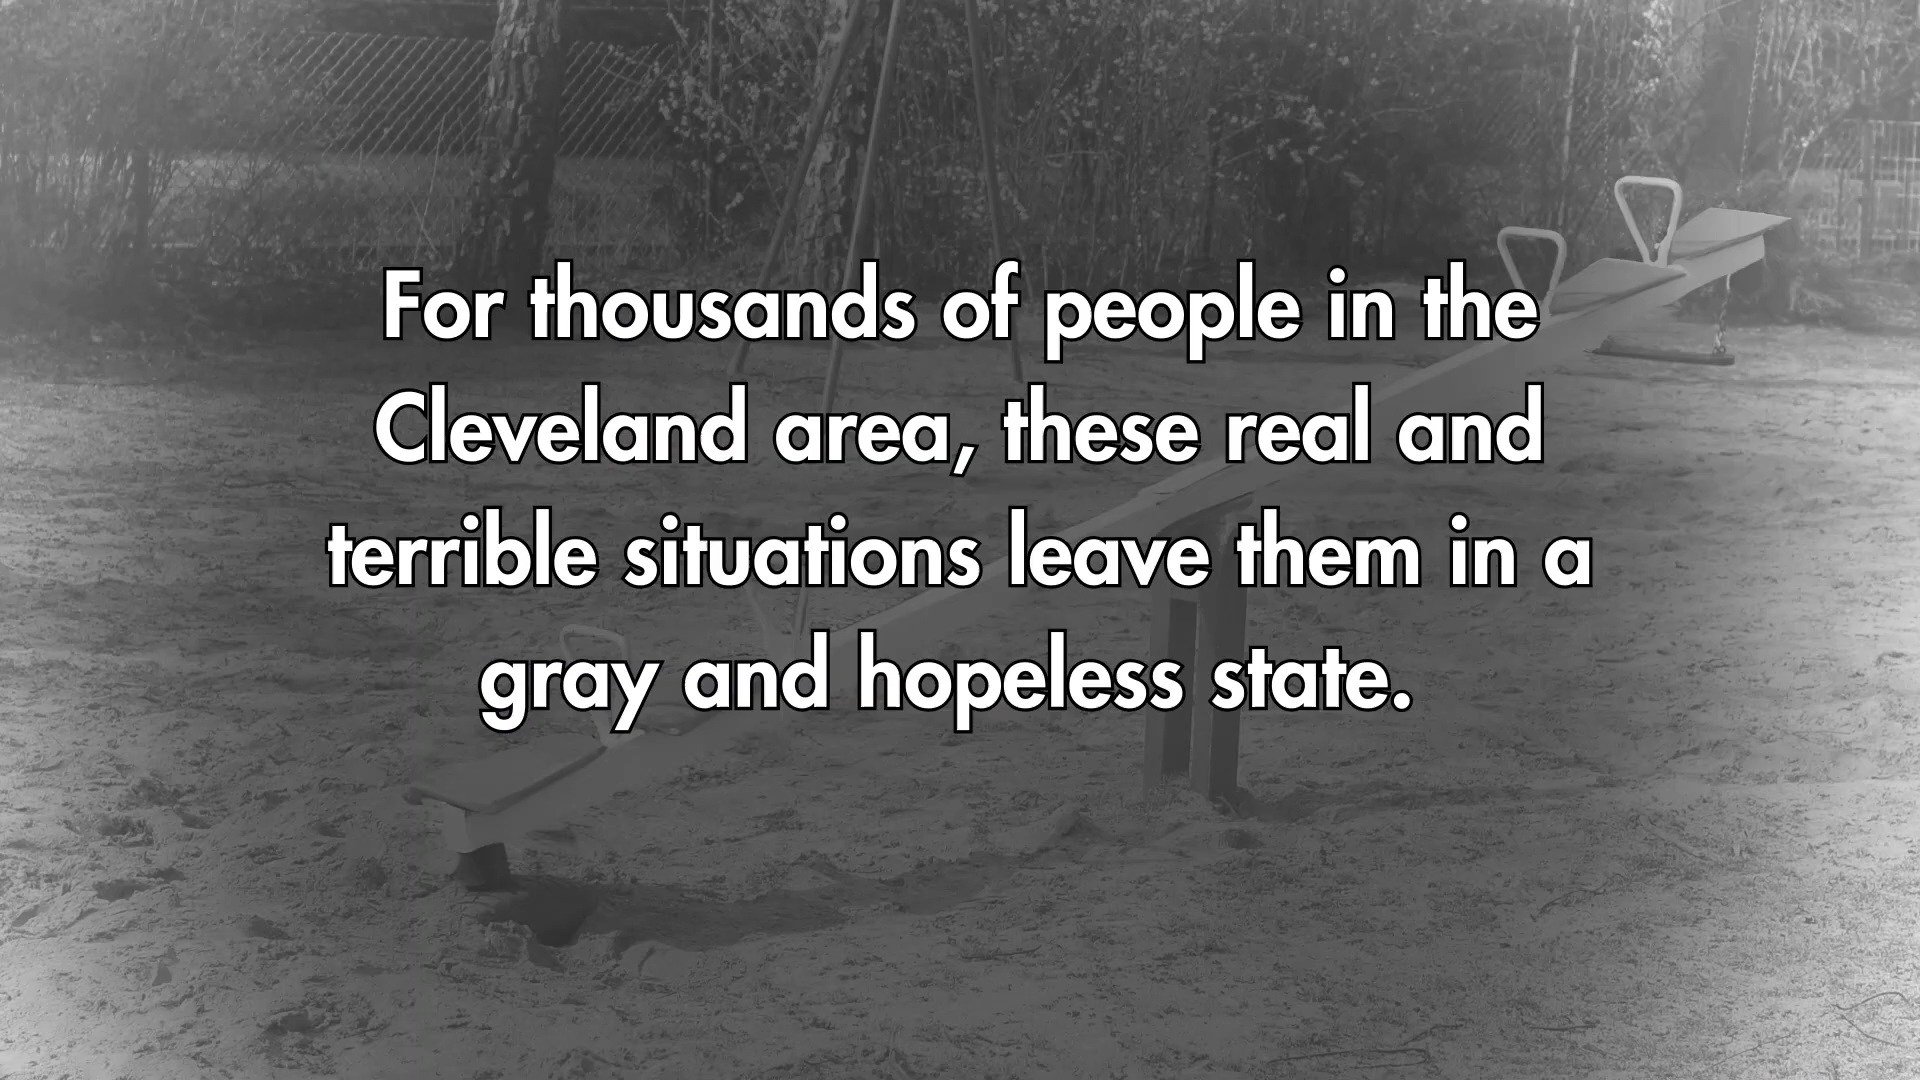 For thousands of people in the
Cleveland area, these real and
terrible situations leave them in a
gray and hopeless state.